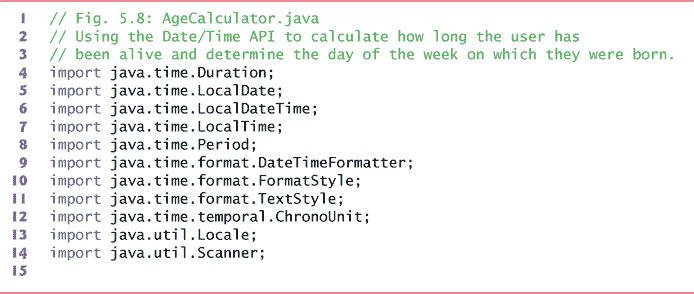 1 // Fig. 5.8: AgeCalculator.java
2 // Using the Date/Time API to calculate how long the user has
3 // been alive and determine the day of the week on which they were born.
4 import java.time.Duration;
5 import java.time.LocalDate;
6 import java.time.LocalDateTime;
7 import java.time.LocalTime;
8 import java.time.Period;
9 import java.time.format.DateTimeFormatter;
10 import java.time.format.FormatStyle;
11 import java.time.format.TextStyle;
12 import java.time.temporal.ChronoUnit;
13 import java.util.Locale;
14 import java.util.Scanner;
15